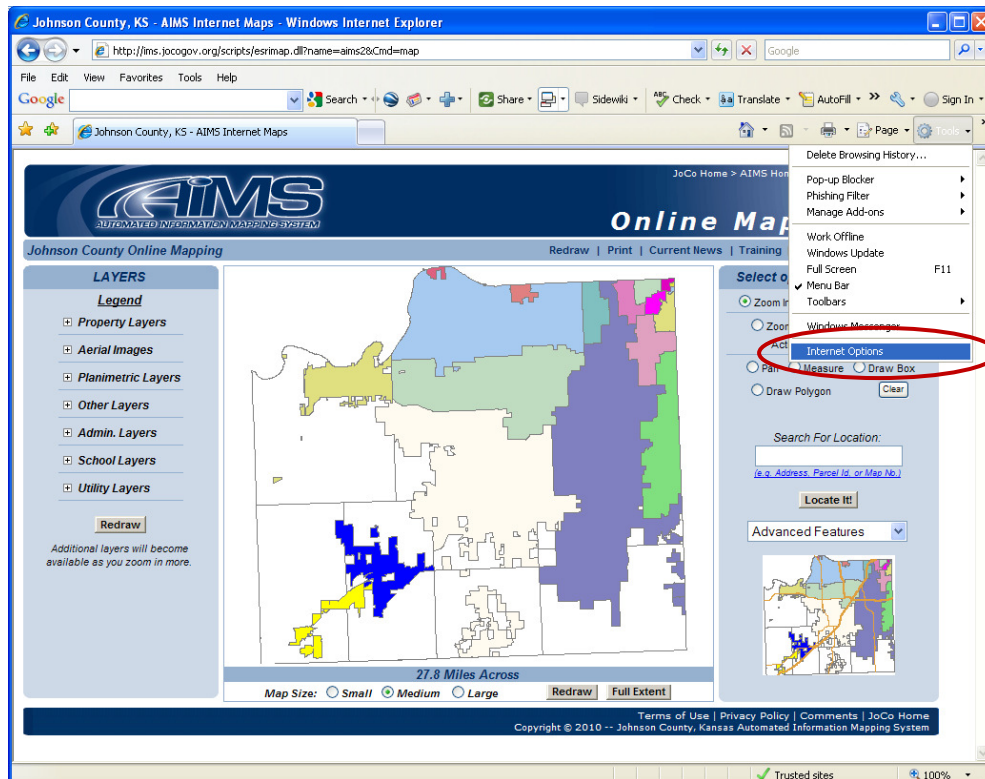 Johnson County, KS - AIMS Internet Maps - Windows Internet Explorer
http://ims.jocogov.org/scripts/esrimap.dll?name=aims2&Cmd=map
Google
File Edit View Favorites Tools Help
Google Search Share Sidewiki Check Translate AutoFill Sign In
Johnson County, KS - AIMS Internet Maps
Page Tools
Delete Browsing History...
Pop-up Blocker
Phishing Filter
Manage Add-ons
Work Offline
Windows Update
Full Screen F11
Menu Bar
Toolbars
Windows Messenger
Internet Options
AIMS
AUTOMATED INFORMATION MAPPING SYSTEM
JoCo Home > AIMS Hom
Online Map
Johnson County Online Mapping
Redraw | Print | Current News | Training
LAYERS
Legend
Property Layers
Aerial Images
Planimetric Layers
Other Layers
Admin. Layers
School Layers
Utility Layers
Redraw
Additional layers will become
available as you zoom in more.
27.8 Miles Across
Map Size: Small Medium Large Redraw Full Extent
Select o
Zoom In
Zoom
Act
Pan Measure Draw Box
Draw Polygon Clear
Search For Location:
(e.g. Address, Parcel Id, or Map No.)
Locate It!
Advanced Features
Terms of Use | Privacy Policy | Comments | JoCo Home
Copyright © 2010 -- Johnson County, Kansas Automated Information Mapping System
Trusted sites 100%